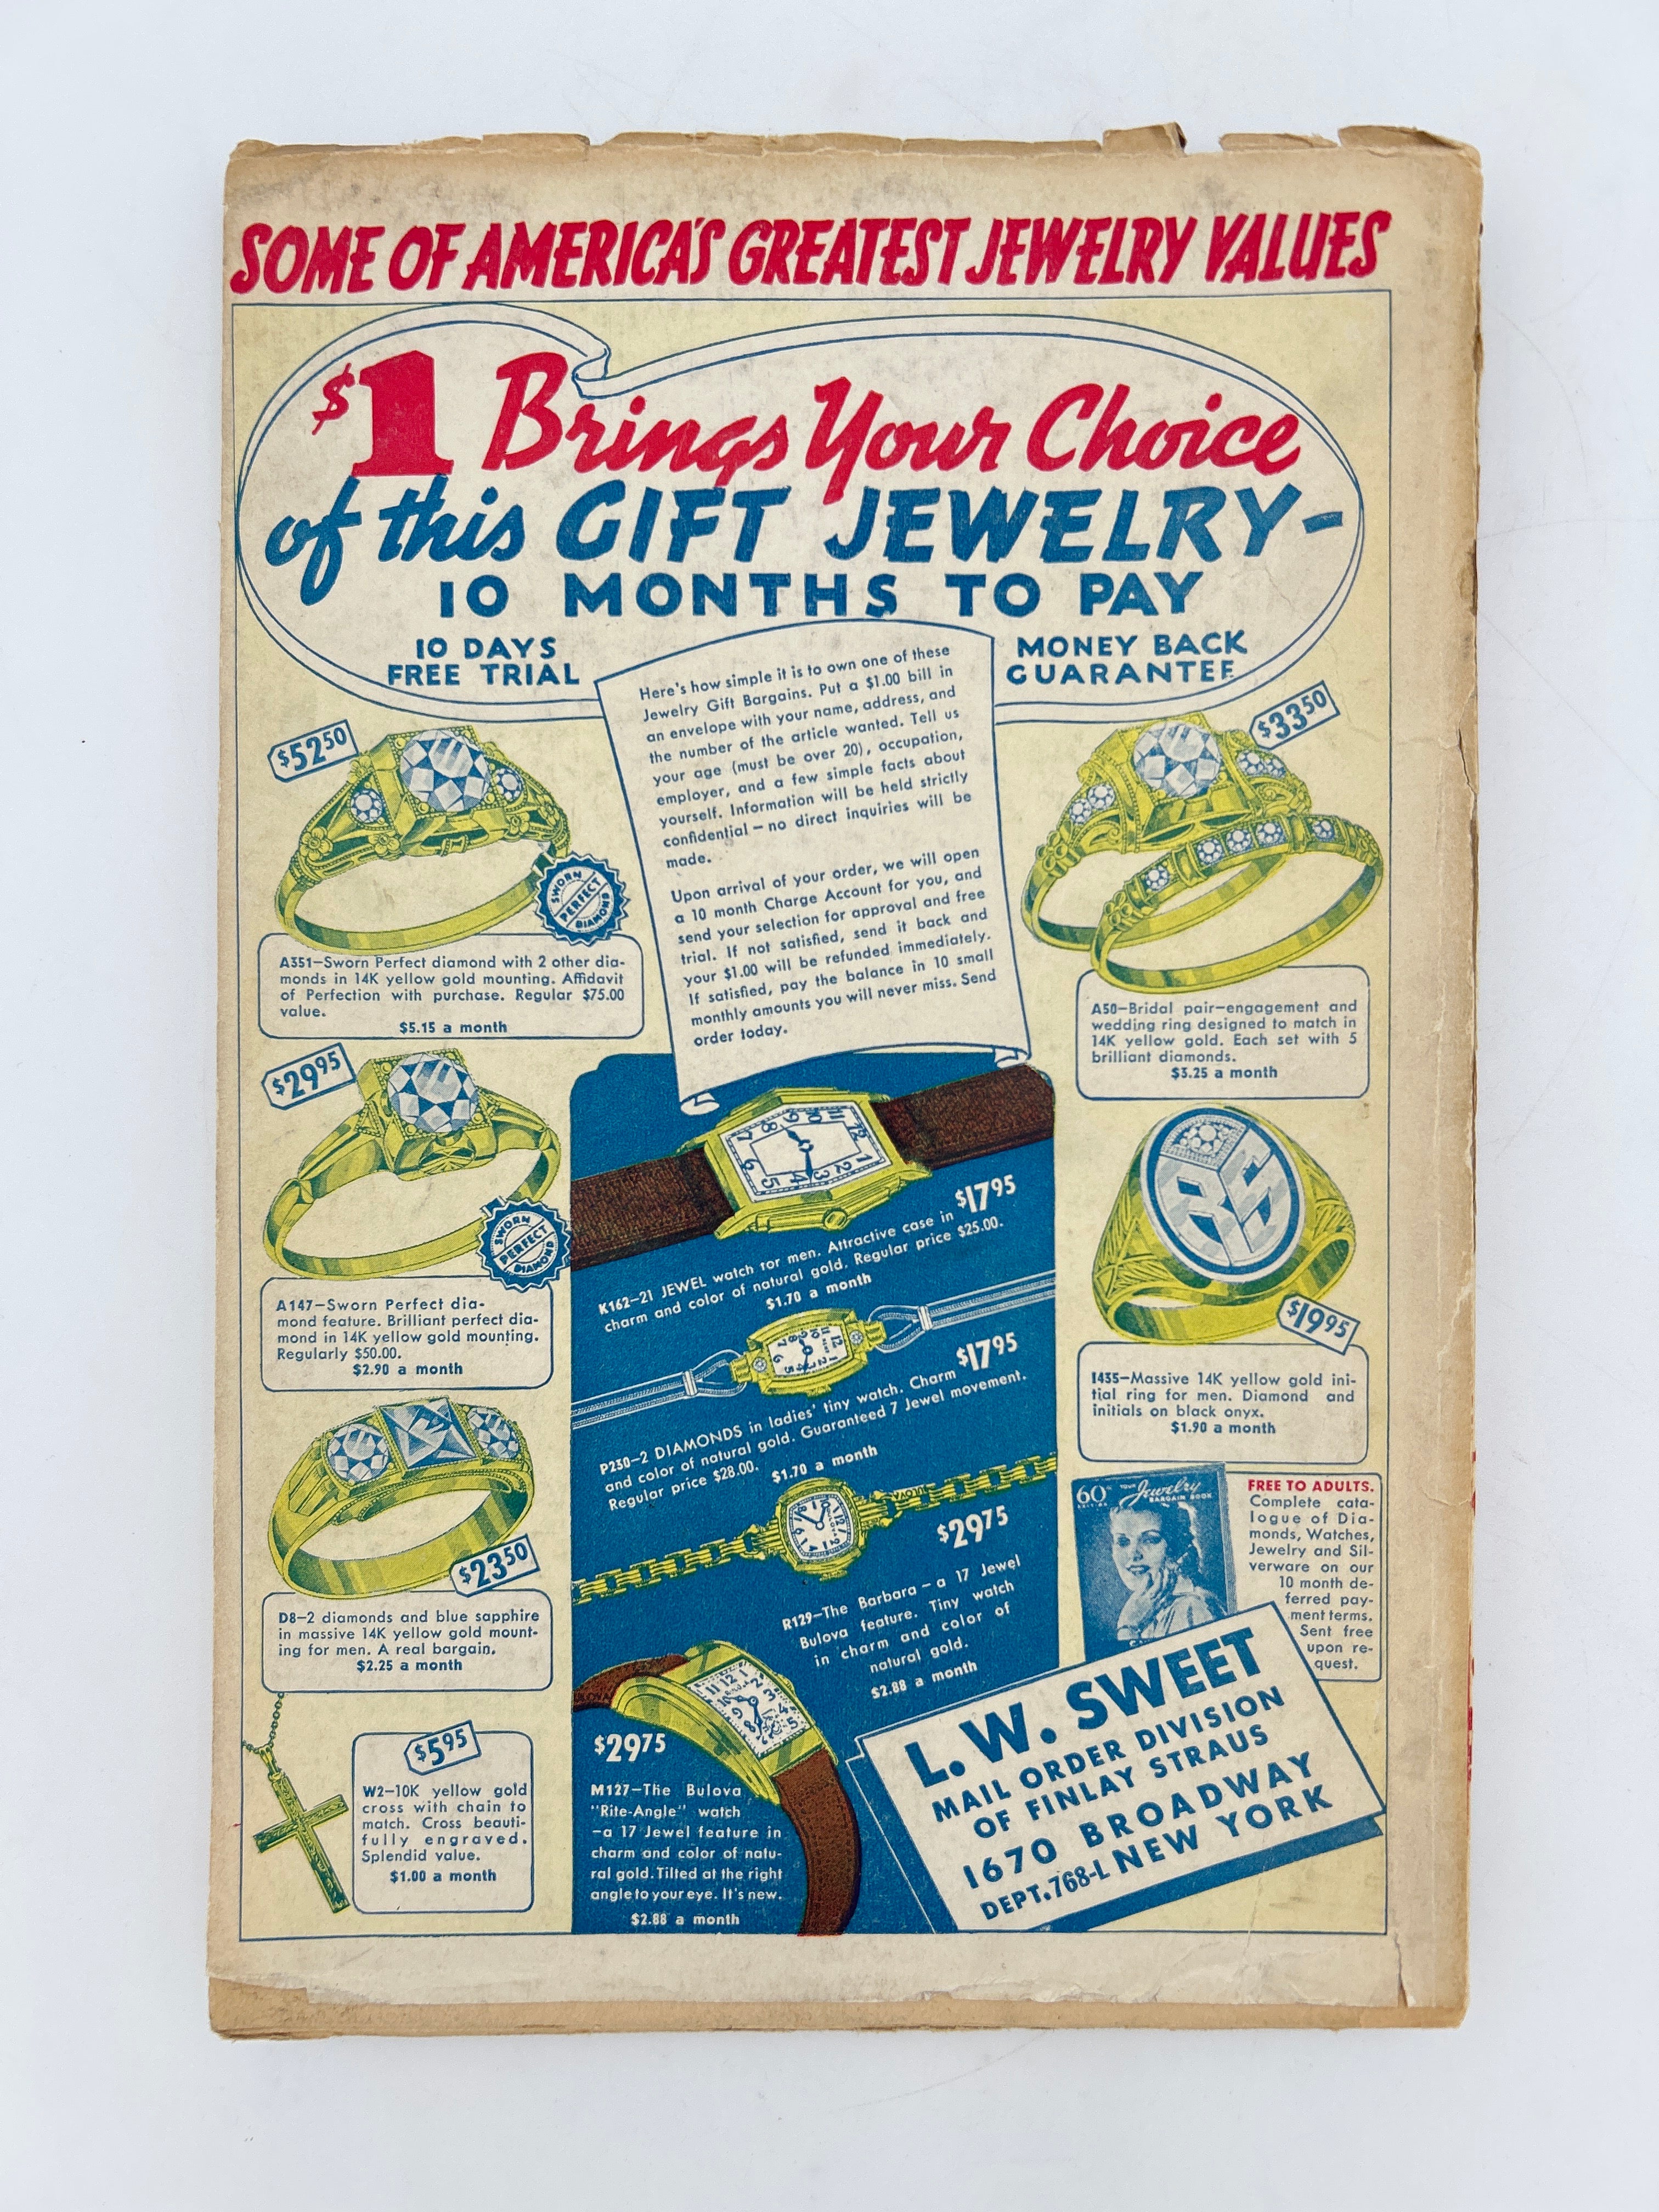 SOME OF AMERICA'S GREATEST JEWELRY VALUES
$1 Brings Your Choice
of this GIFT JEWELRY-
10 MONTHS TO PAY
10 DAYS
FREE TRIAL
MONEY BACK
GUARANTEE
Here's how simple it is to own one of these
Jewelry Gift Bargains. Put a $1.00 bill in
an envelope with your name, address, and
the number of the article wanted. Tell us
your age (must be over 20), occupation,
employer, and a few simple facts about
yourself. Information will be held strictly
confidential – no direct inquiries will be
made.
Upon arrival of your order, we will open
a 10 month Charge Account for you, and
send your selection for approval and free
trial. If not satisfied, send it back and
your $1.00 will be refunded immediately.
If satisfied, pay the balance in 10 small
monthly amounts you will never miss. Send
order today.
$5250
SWORN
PERFECT
DIAMOND
A351–Sworn Perfect diamond with 2 other dia-
monds in 14K yellow gold mounting. Affidavit
of Perfection with purchase. Regular $75.00
value.
$5.15 a month
$2995
SWORN
PERFECT
DIAMOND
A147–Sworn Perfect dia-
mond feature. Brilliant perfect dia-
mond in 14K yellow gold mounting.
Regularly $50.00.
$2.90 a month
$2350
D8–2 diamonds and blue sapphire
in massive 14K yellow gold mount-
ing for men. A real bargain.
$2.25 a month
$5.95
W2–10K yellow gold
cross with chain to
match. Cross beauti-
fully engraved.
Splendid value.
$1.00 a month
$17.95
K162–21 JEWEL watch for men. Attractive case in
charm and color of natural gold. Regular price $25.00.
$1.70 a month
$17.95
P230–2 DIAMONDS in ladies' tiny watch. Charm
and color of natural gold. Guaranteed 7 Jewel movement.
Regular price $28.00.
$1.70 a month
BULOVA
$29.75
R129–The Barbara – a 17 Jewel
Bulova feature. Tiny watch
in charm and color of
natural gold.
$2.88 a month
BULOVA
$29.75
M127–The Bulova
"Rite-Angle" watch
–a 17 Jewel feature in
charm and color of natu-
ral gold. Tilted at the right
angle to your eye. It's new.
$2.88 a month
$33.50
A50–Bridal pair–engagement and
wedding ring designed to match in
14K yellow gold. Each set with 5
brilliant diamonds.
$3.25 a month
RS
$19.95
I435–Massive 14K yellow gold ini-
tial ring for men. Diamond and
initials on black onyx.
$1.90 a month
60TH
EDITION
YOUR Jewelry
BARGAIN BOOK
FREE TO ADULTS.
Complete cata-
logue of Dia-
monds, Watches,
Jewelry and Sil-
verware on our
10 month de-
ferred pay-
ment terms.
Sent free
upon re-
quest.
L. W. SWEET
MAIL ORDER DIVISION
OF FINLAY STRAUS
1670 BROADWAY
DEPT. 768-L NEW YORK